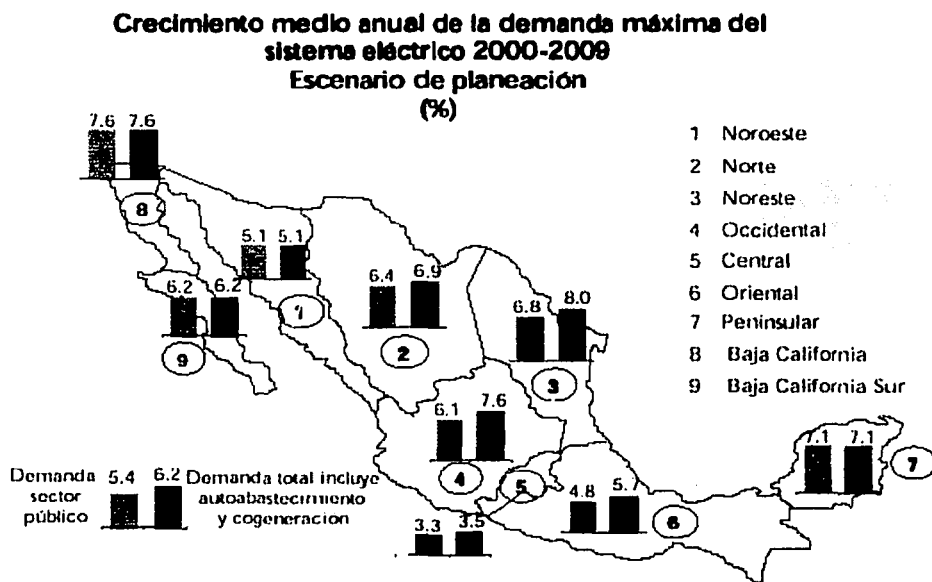 Crecimiento medio anual de la demanda máxima del
sistema eléctrico 2000-2009
Escenario de planeación
(%)
7.6 7.6
8
5.1 5.1
1
6.2 6.2
9
6.4 6.9
2
6.8 8.0
3
6.1 7.6
4
5
3.3 3.5
4.8 5.7
6
7.1 7.1
7
1 Noroeste
2 Norte
3 Noreste
4 Occidental
5 Central
6 Oriental
7 Peninsular
8 Baja California
9 Baja California Sur
Demanda
sector
público
5.4 6.2
Demanda total incluye
autoabastecimiento
y cogeneración